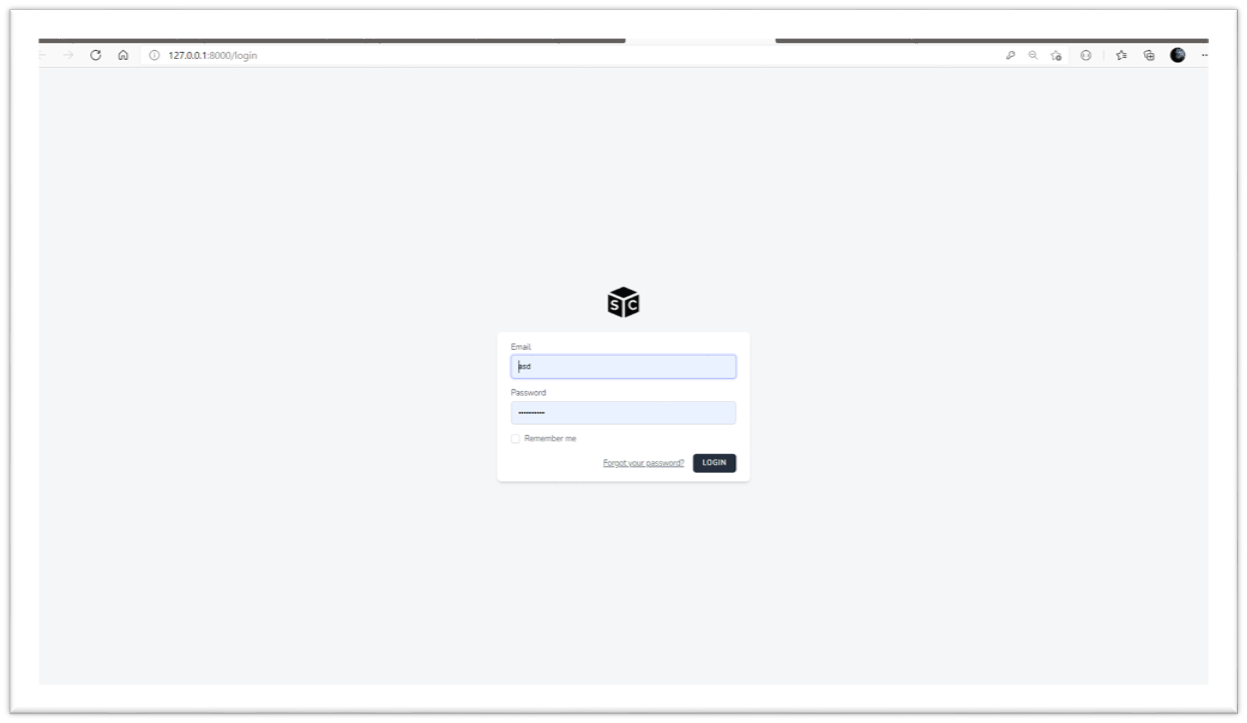 127.0.0.1:8000/login
S C
Email
asd
Password
Remember me
Forgot your password? LOGIN